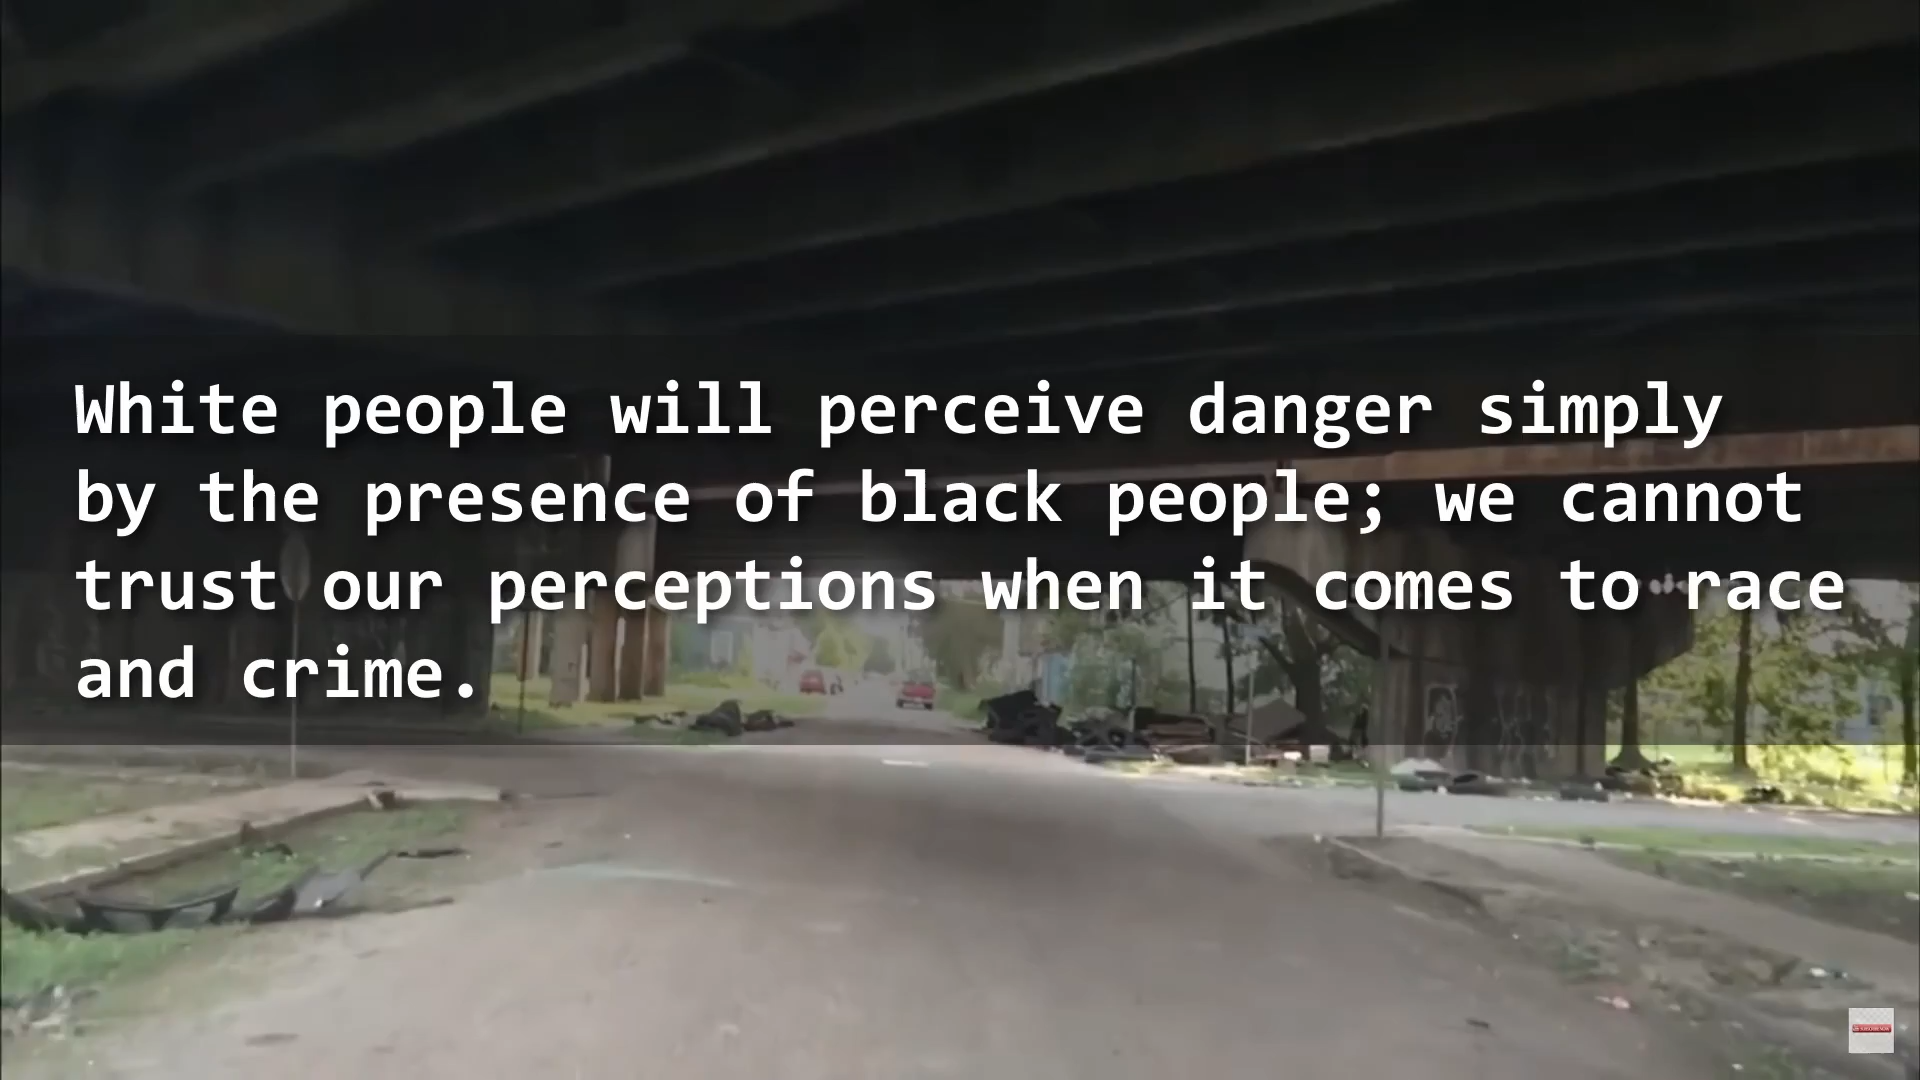 White people will perceive danger simply
by the presence of black people; we cannot
trust our perceptions when it comes to race
and crime.